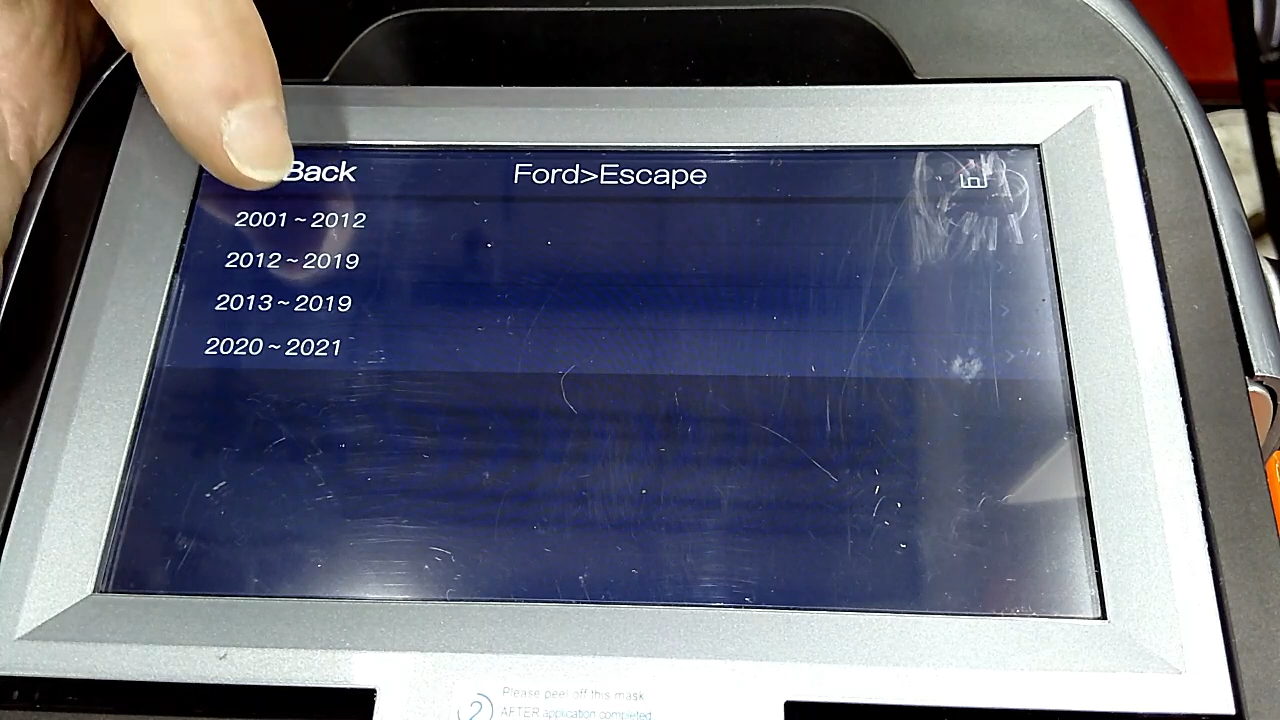 Back
Ford>Escape
2001~2012
2012~2019
2013~2019
2020~2021
2
Please peel off this mask
AFTER application completed